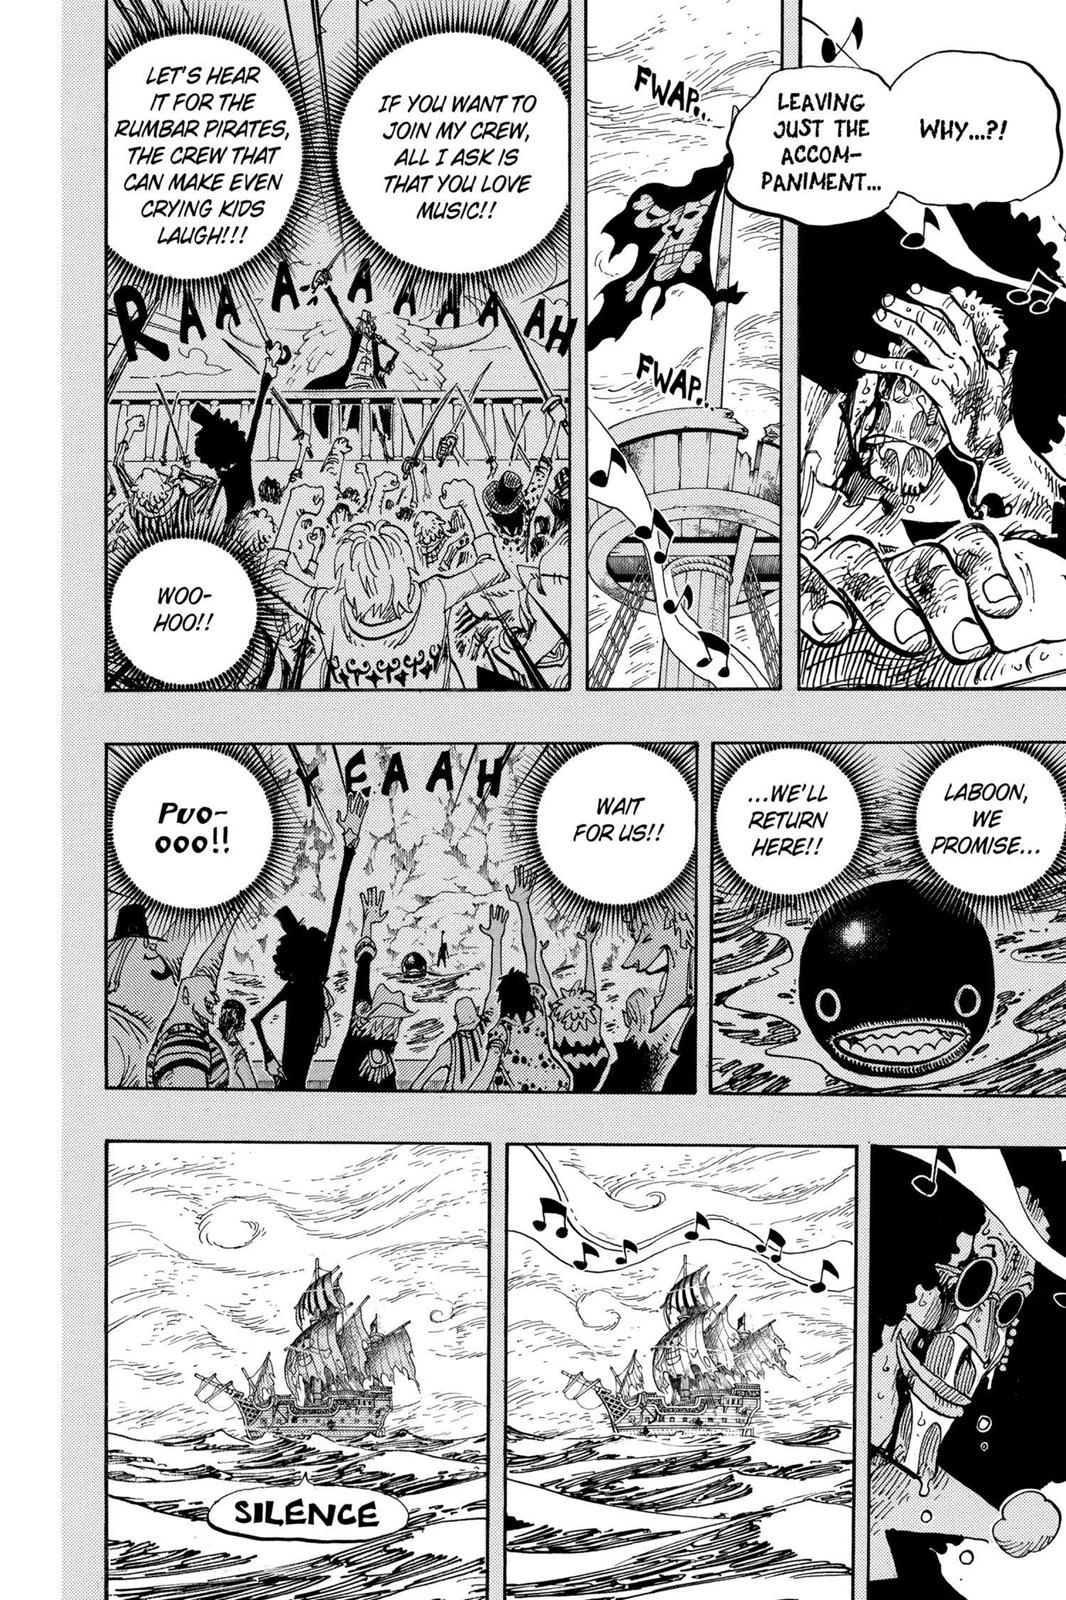 WHY...?!
LEAVING
JUST THE
ACCOM-
PANIMENT...
FWAP...
FWAP...
IF YOU WANT TO
JOIN MY CREW,
ALL I ASK IS
THAT YOU LOVE
MUSIC!!
LET'S HEAR
IT FOR THE
RUMBAR PIRATES,
THE CREW THAT
CAN MAKE EVEN
CRYING KIDS
LAUGH!!!
RAAAAAAAAH
WOO-
HOO!!
LABOON,
WE
PROMISE...
...WE'LL
RETURN
HERE!!
WAIT
FOR US!!
YEAAH
PUO-
OOO!!
SILENCE